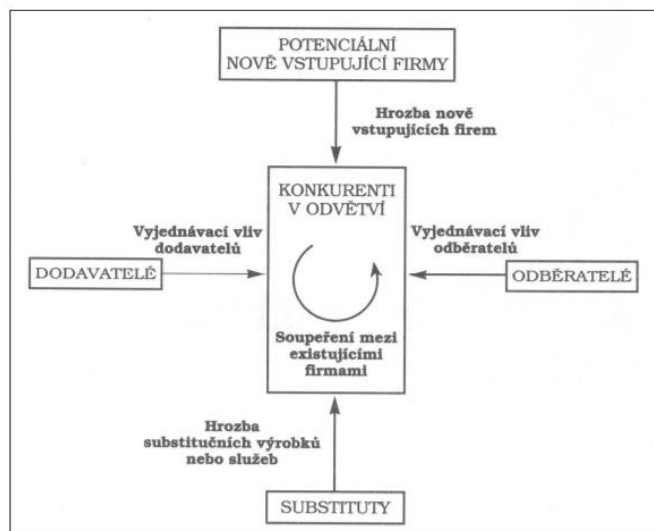 POTENCIÁLNÍ
NOVĚ VSTUPUJÍCÍ FIRMY
Hrozba nově
vstupujících firem
KONKURENTI
V ODVĚTVÍ
Vyjednávací vliv
dodavatelů
Vyjednávací vliv
odběratelů
DODAVATELÉ
ODBĚRATELÉ
Soupeření mezi
existujícími
firmami
Hrozba
substitučních výrobků
nebo služeb
SUBSTITUTY